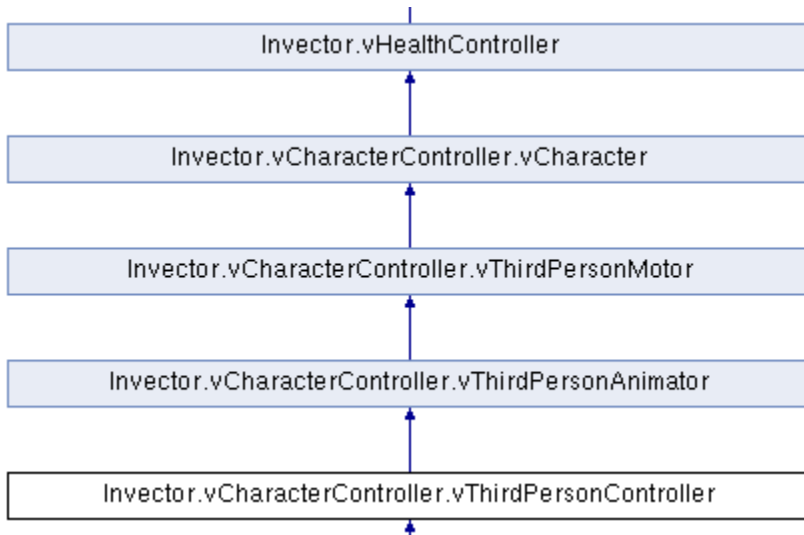 Invector.vHealthController
Invector.vCharacterController.vCharacter
Invector.vCharacterController.vThirdPersonMotor
Invector.vCharacterController.vThirdPersonAnimator
Invector.vCharacterController.vThirdPersonController